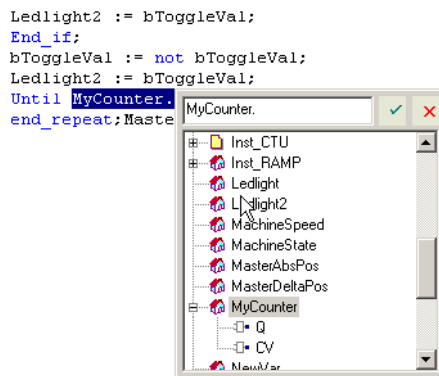 Ledlight2 := bToggleVal;
End_if;
bToggleVal := not bToggleVal;
Ledlight2 := bToggleVal;
Until MyCounter.
end_repeat;Maste
MyCounter.
Inst_CTU
Inst_RAMP
Ledlight
Ledlight2
MachineSpeed
MachineState
MasterAbsPos
MasterDeltaPos
MyCounter
Q
CV
NewVar